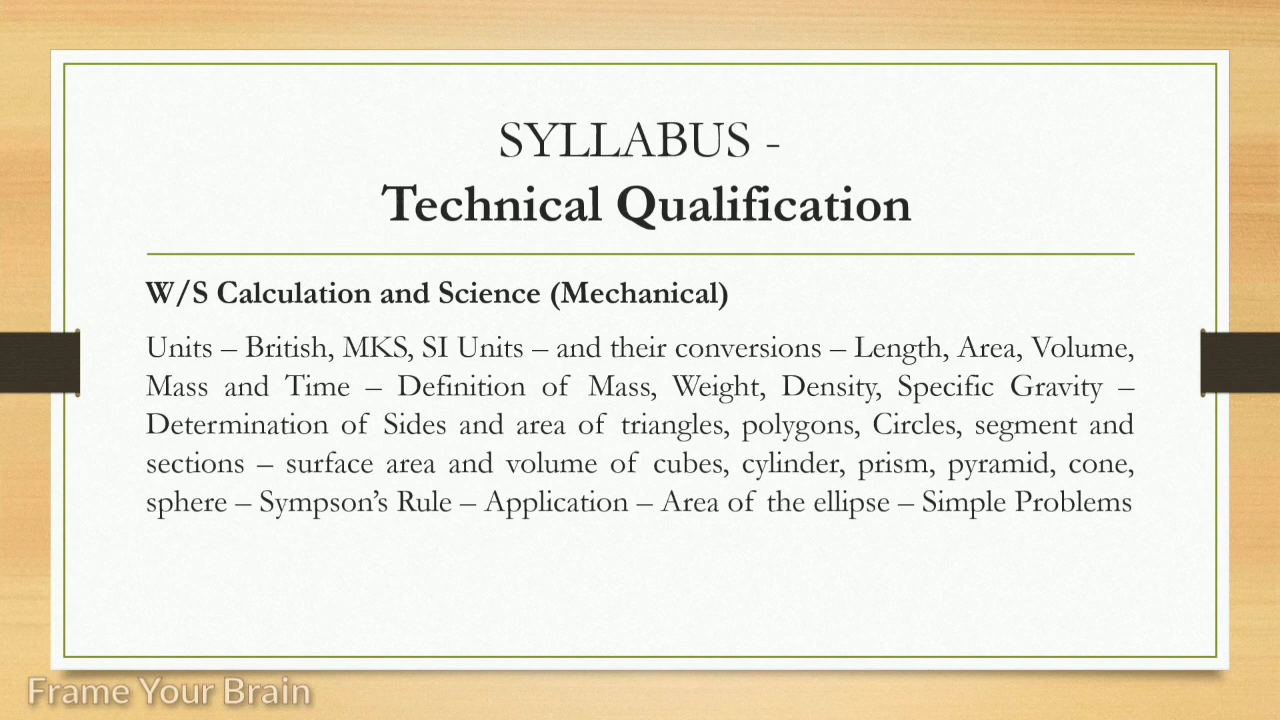 SYLLABUS -
Technical Qualification
W/S Calculation and Science (Mechanical)
Units – British, MKS, SI Units – and their conversions – Length, Area, Volume,
Mass and Time – Definition of Mass, Weight, Density, Specific Gravity –
Determination of Sides and area of triangles, polygons, Circles, segment and
sections – surface area and volume of cubes, cylinder, prism, pyramid, cone,
sphere – Sympson’s Rule – Application – Area of the ellipse – Simple Problems
Frame Your Brain